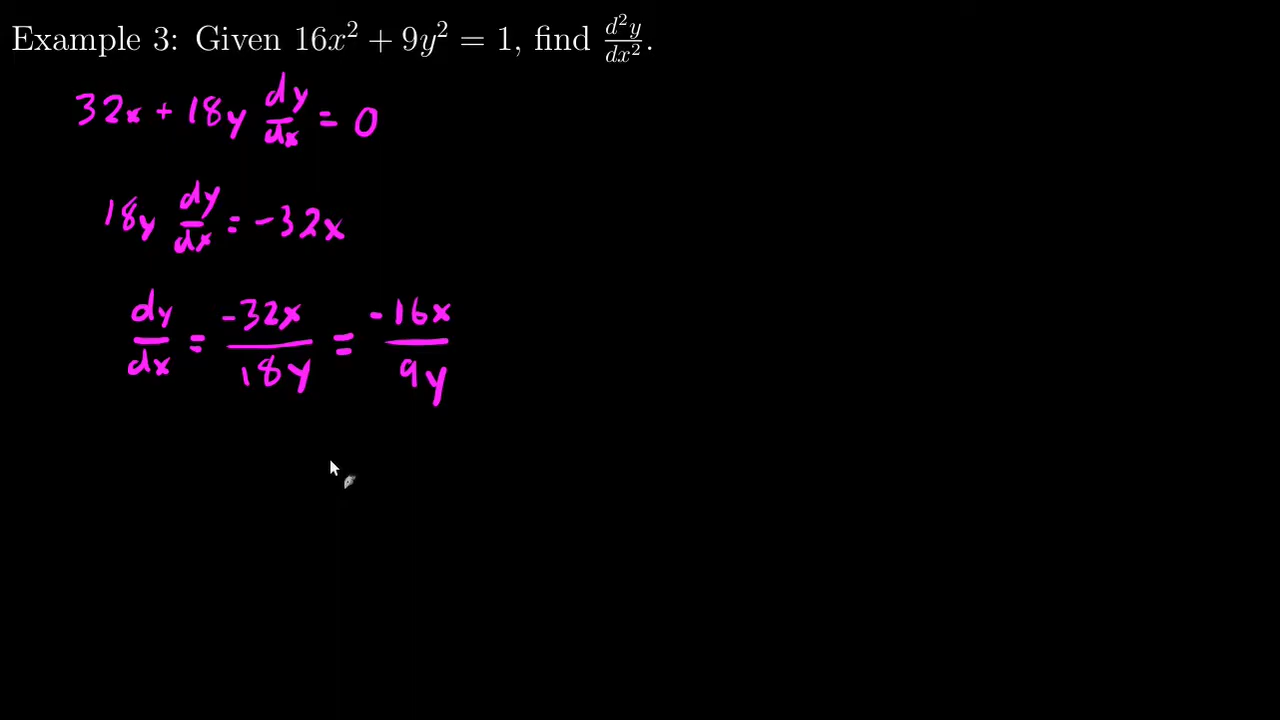 Example 3: Given 16x² + 9y² = 1, find d²y/dx².
32x + 18y dy/dx = 0
18y dy/dx = -32x
dy/dx = -32x/18y = -16x/9y